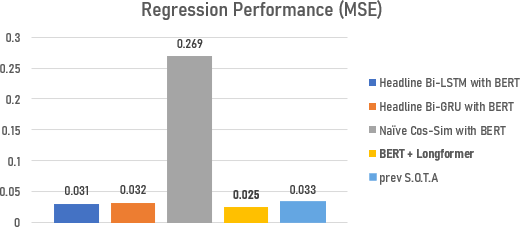 Regression Performance (MSE)
0.3
0.25
0.2
0.15
0.1
0.05
0
0.031
0.032
0.269
0.025
0.033
Headline Bi-LSTM with BERT
Headline Bi-GRU with BERT
Naïve Cos-Sim with BERT
BERT + Longformer
prev S.O.T.A